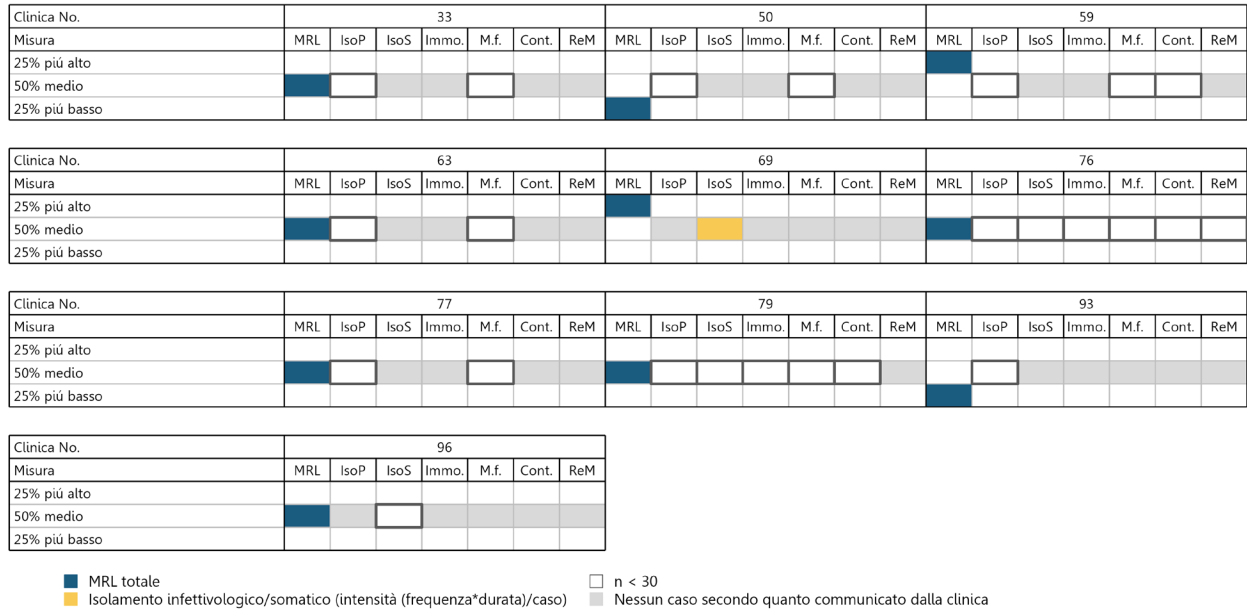 Clinica No. 33 50 59
Misura MRL IsoP IsoS Immo. M.f. Cont. ReM MRL IsoP IsoS Immo. M.f. Cont. ReM MRL IsoP IsoS Immo. M.f. Cont. ReM
25% piú alto
50% medio
25% piú basso
Clinica No. 63 69 76
Misura MRL IsoP IsoS Immo. M.f. Cont. ReM MRL IsoP IsoS Immo. M.f. Cont. ReM MRL IsoP IsoS Immo. M.f. Cont. ReM
25% piú alto
50% medio
25% piú basso
Clinica No. 77 79 93
Misura MRL IsoP IsoS Immo. M.f. Cont. ReM MRL IsoP IsoS Immo. M.f. Cont. ReM MRL IsoP IsoS Immo. M.f. Cont. ReM
25% piú alto
50% medio
25% piú basso
Clinica No. 96
Misura MRL IsoP IsoS Immo. M.f. Cont. ReM
25% piú alto
50% medio
25% piú basso
MRL totale n < 30
Isolamento infettivologico/somatico (intensità (frequenza*durata)/caso) Nessun caso secondo quanto communicato dalla clinica